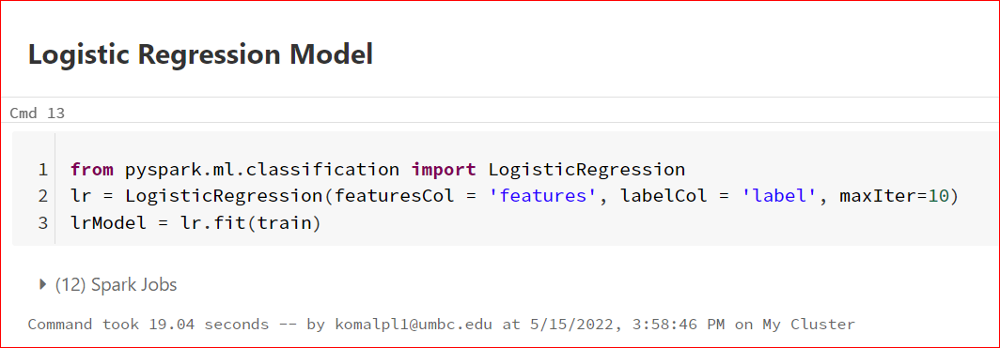 Logistic Regression Model
Cmd 13
1 from pyspark.ml.classification import LogisticRegression
2 lr = LogisticRegression(featuresCol = 'features', labelCol = 'label', maxIter=10)
3 lrModel = lr.fit(train)
(12) Spark Jobs
Command took 19.04 seconds -- by komalpl1@umbc.edu at 5/15/2022, 3:58:46 PM on My Cluster